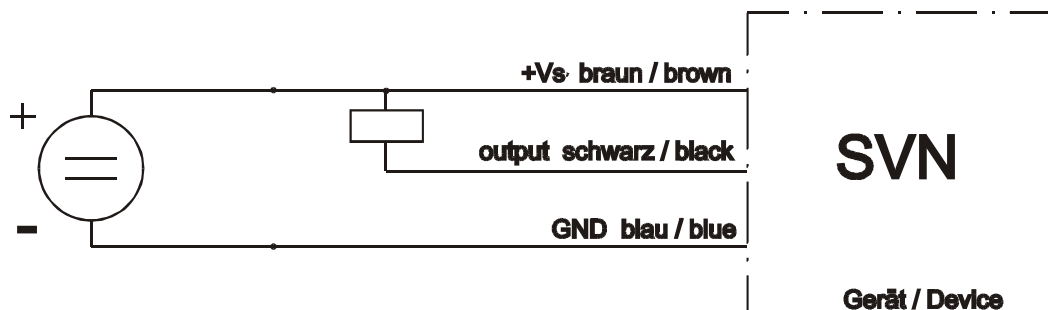 +Vs braun / brown
+
output schwarz / black
SVN
-
GND blau / blue
Gerät / Device